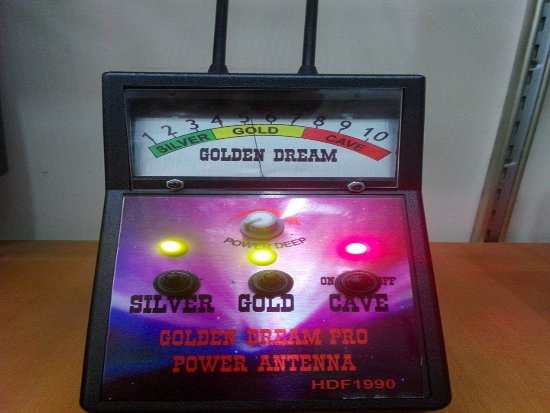 1 2 3 4 5 6 7 8 9 10
SILVER GOLD CAVE
GOLDEN DREAM
POWER DEEP
ON OFF
SILVER GOLD CAVE
GOLDEN DREAM PRO
POWER ANTENNA
HDF1990